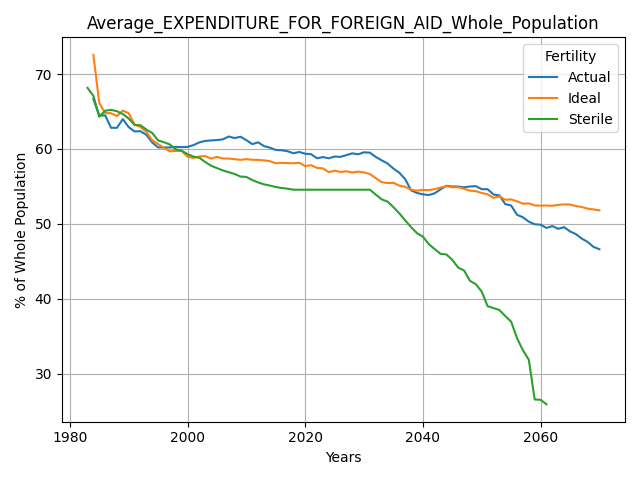 Average_EXPENDITURE_FOR_FOREIGN_AID_Whole_Population
Fertility
Actual
Ideal
Sterile
% of Whole Population
70
60
50
40
30
1980
2000
2020
2040
2060
Years